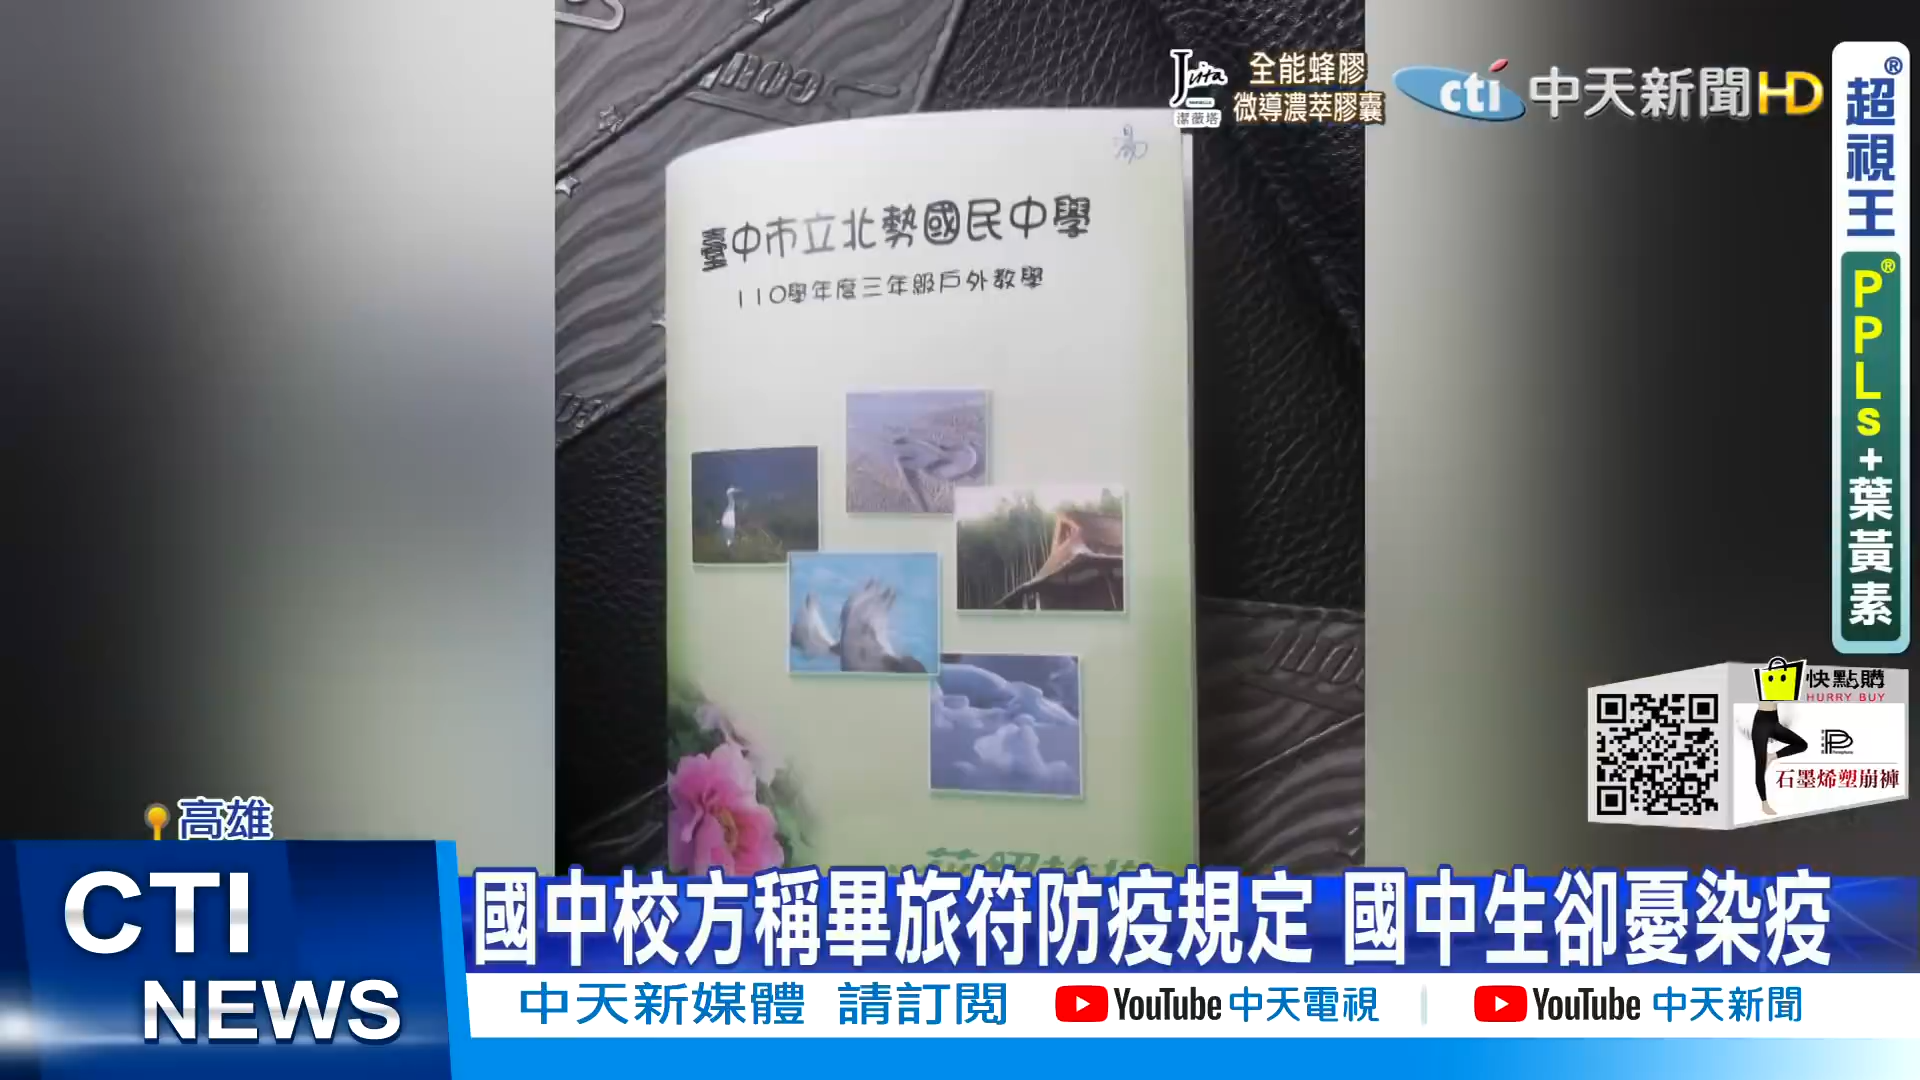 Jvita
潔薇塔
全能蜂膠
微導濃萃膠囊
cti 中天新聞HD
超視王®
PPLs®+葉黃素
湯
臺中市立北勢國民中學
110學年度三年級戶外教學
快點購
HURRY BUY
石墨烯塑崩褲
高雄
CTI
NEWS
國中校方稱畢旅符防疫規定 國中生卻憂染疫
中天新媒體 請訂閱 YouTube 中天電視 | YouTube 中天新聞